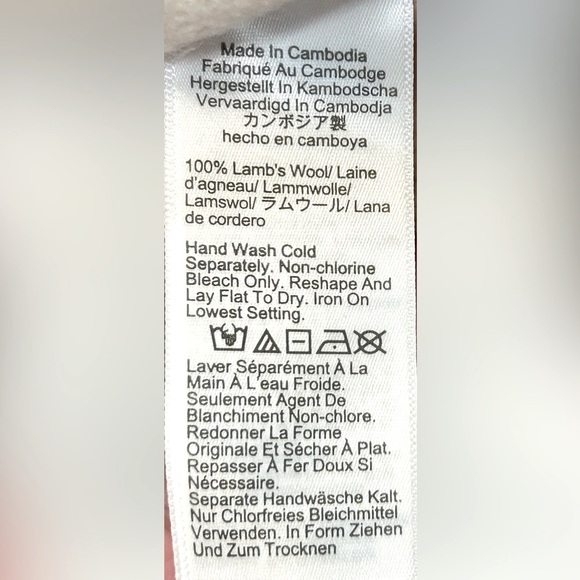 Made In Cambodia
Fabriqué Au Cambodge
Hergestellt In Kambodscha
Vervaardigd In Cambodja
カンボジア製
hecho en camboya
100% Lamb's Wool/ Laine
d'agneau/ Lammwolle/
Lamswol/ ラムウール/ Lana
de cordero
Hand Wash Cold
Separately. Non-chlorine
Bleach Only. Reshape And
Lay Flat To Dry. Iron On
Lowest Setting.
Laver Séparément À La
Main À L'eau Froide.
Seulement Agent De
Blanchiment Non-chlore.
Redonner La Forme
Originale Et Sécher À Plat.
Repasser À Fer Doux Si
Nécessaire.
Separate Handwäsche Kalt.
Nur Chlorfreies Bleichmittel
Verwenden. In Form Ziehen
Und Zum Trocknen